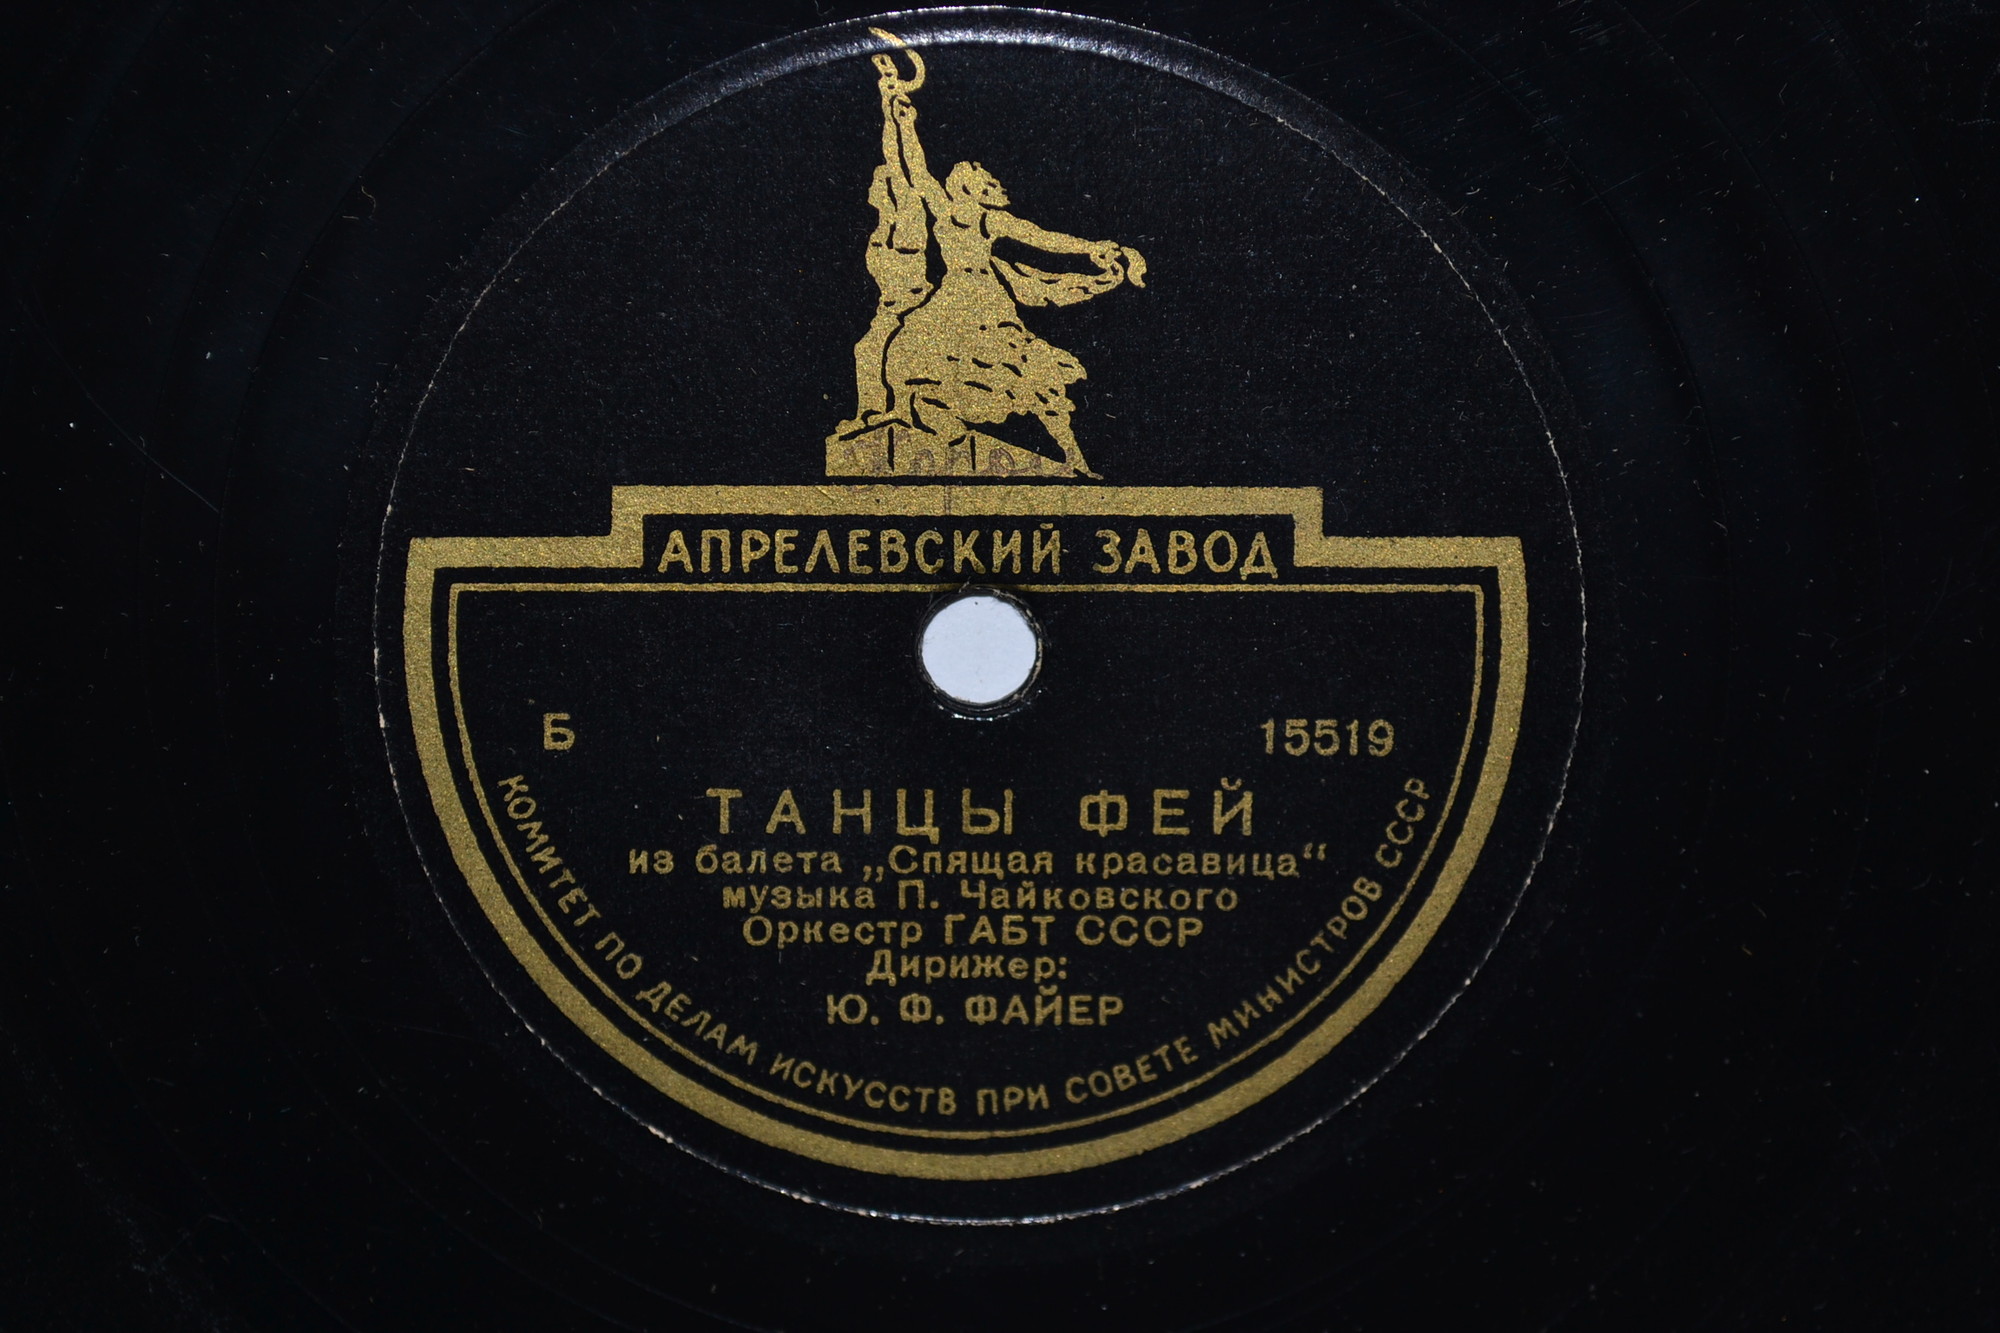 АПРЕЛЕВСКИЙ ЗАВОД
Б 15519
ТАНЦЫ ФЕЙ
из балета „Спящая красавица“
музыка П. Чайковского
Оркестр ГАБТ СССР
Дирижер:
Ю. Ф. ФАЙЕР
КОМИТЕТ ПО ДЕЛАМ ИСКУССТВ ПРИ СОВЕТЕ МИНИСТРОВ СССР